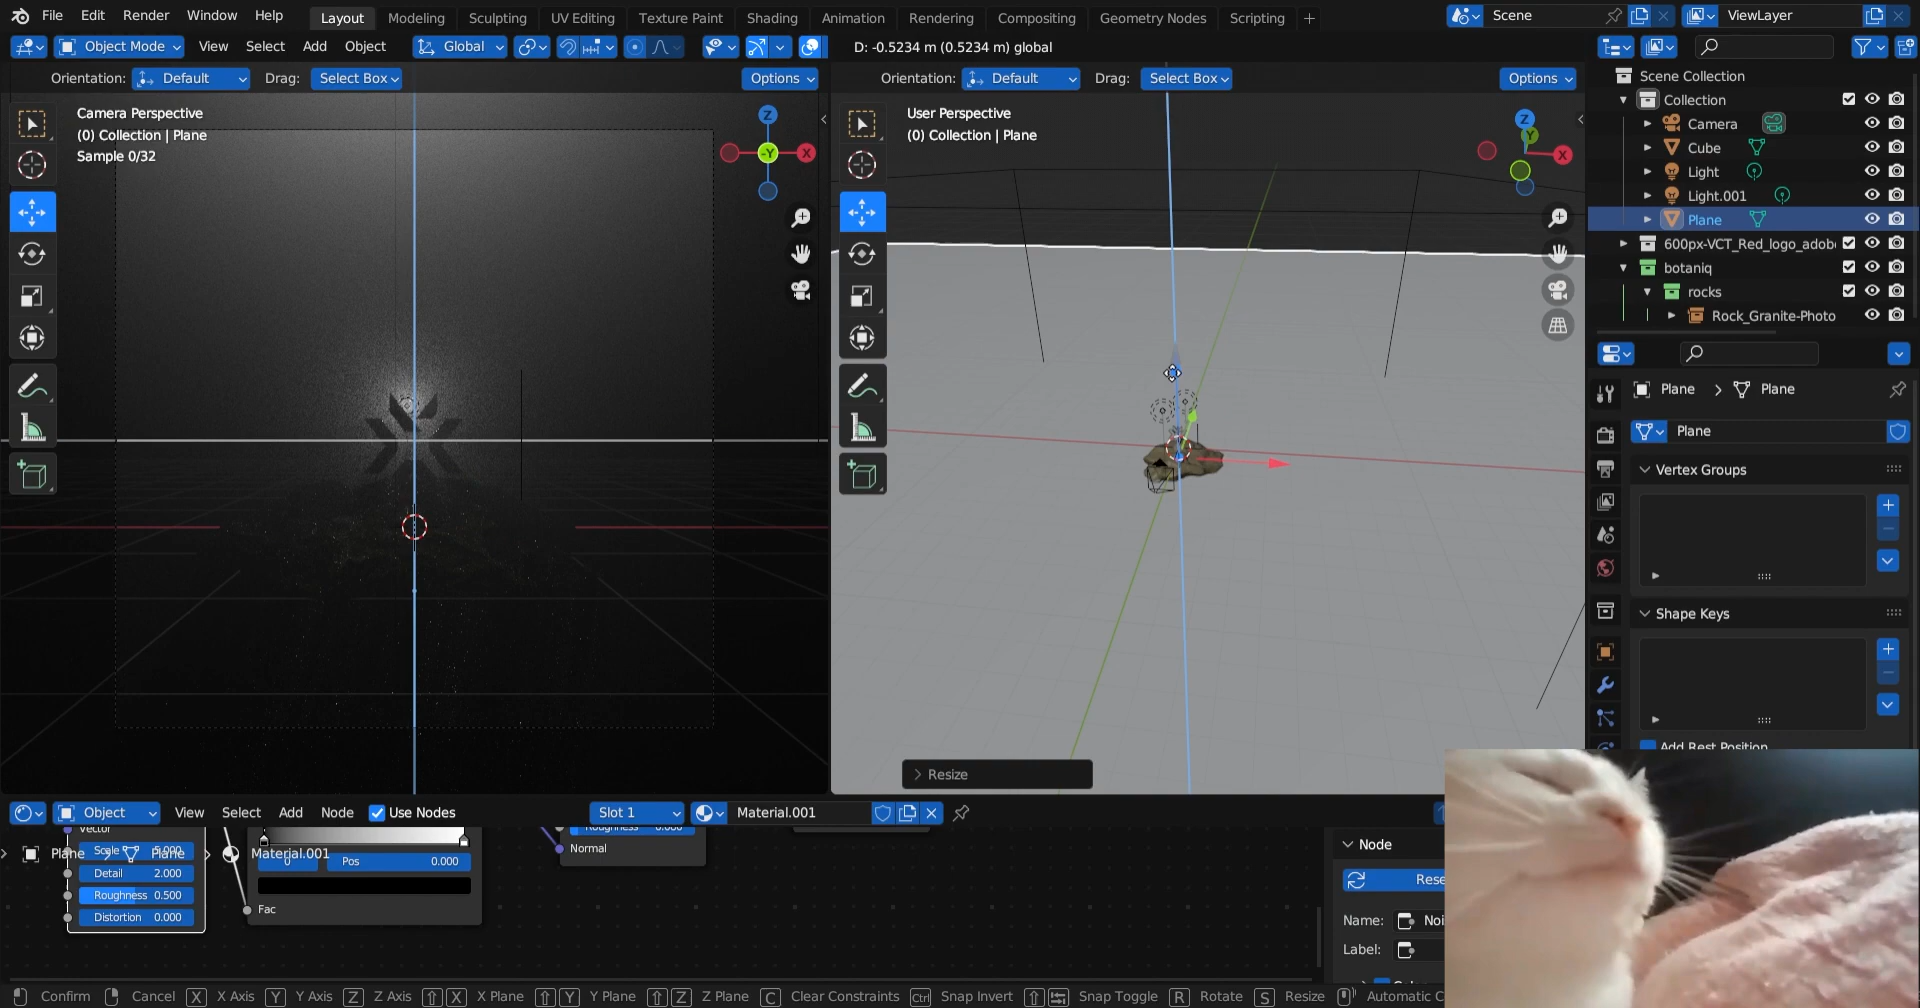 File Edit Render Window Help Layout Modeling Sculpting UV Editing Texture Paint Shading Animation Rendering Compositing Geometry Nodes Scripting + Scene ViewLayer
Object Mode View Select Add Object Global D: -0.5234 m (0.5234 m) global
Orientation: Default Drag: Select Box Options Orientation: Default Drag: Select Box Options
Scene Collection
Collection
Camera
Cube
Light
Light.001
Plane
600px-VCT_Red_logo_adob
botaniq
rocks
Rock_Granite-Photo
Camera Perspective
(0) Collection | Plane
Sample 0/32
Z
-Y
X
User Perspective
(0) Collection | Plane
Z
Y
X
Resize
Plane > Plane
Plane
Vertex Groups
Shape Keys
Add Rest Position
Object View Select Add Node Use Nodes Slot 1 Material.001
Vector
Scale 5.000
Detail 2.000
Roughness 0.500
Distortion 0.000
Plane Plane Material.001
0 Pos 0.000
Fac
Roughness 0.000
Normal
Node
Rese
Name: Noi
Label:
Confirm Cancel X X Axis Y Y Axis Z Z Axis X X Plane Y Y Plane Z Z Plane C Clear Constraints Ctrl Snap Invert Snap Toggle R Rotate S Resize Automatic C